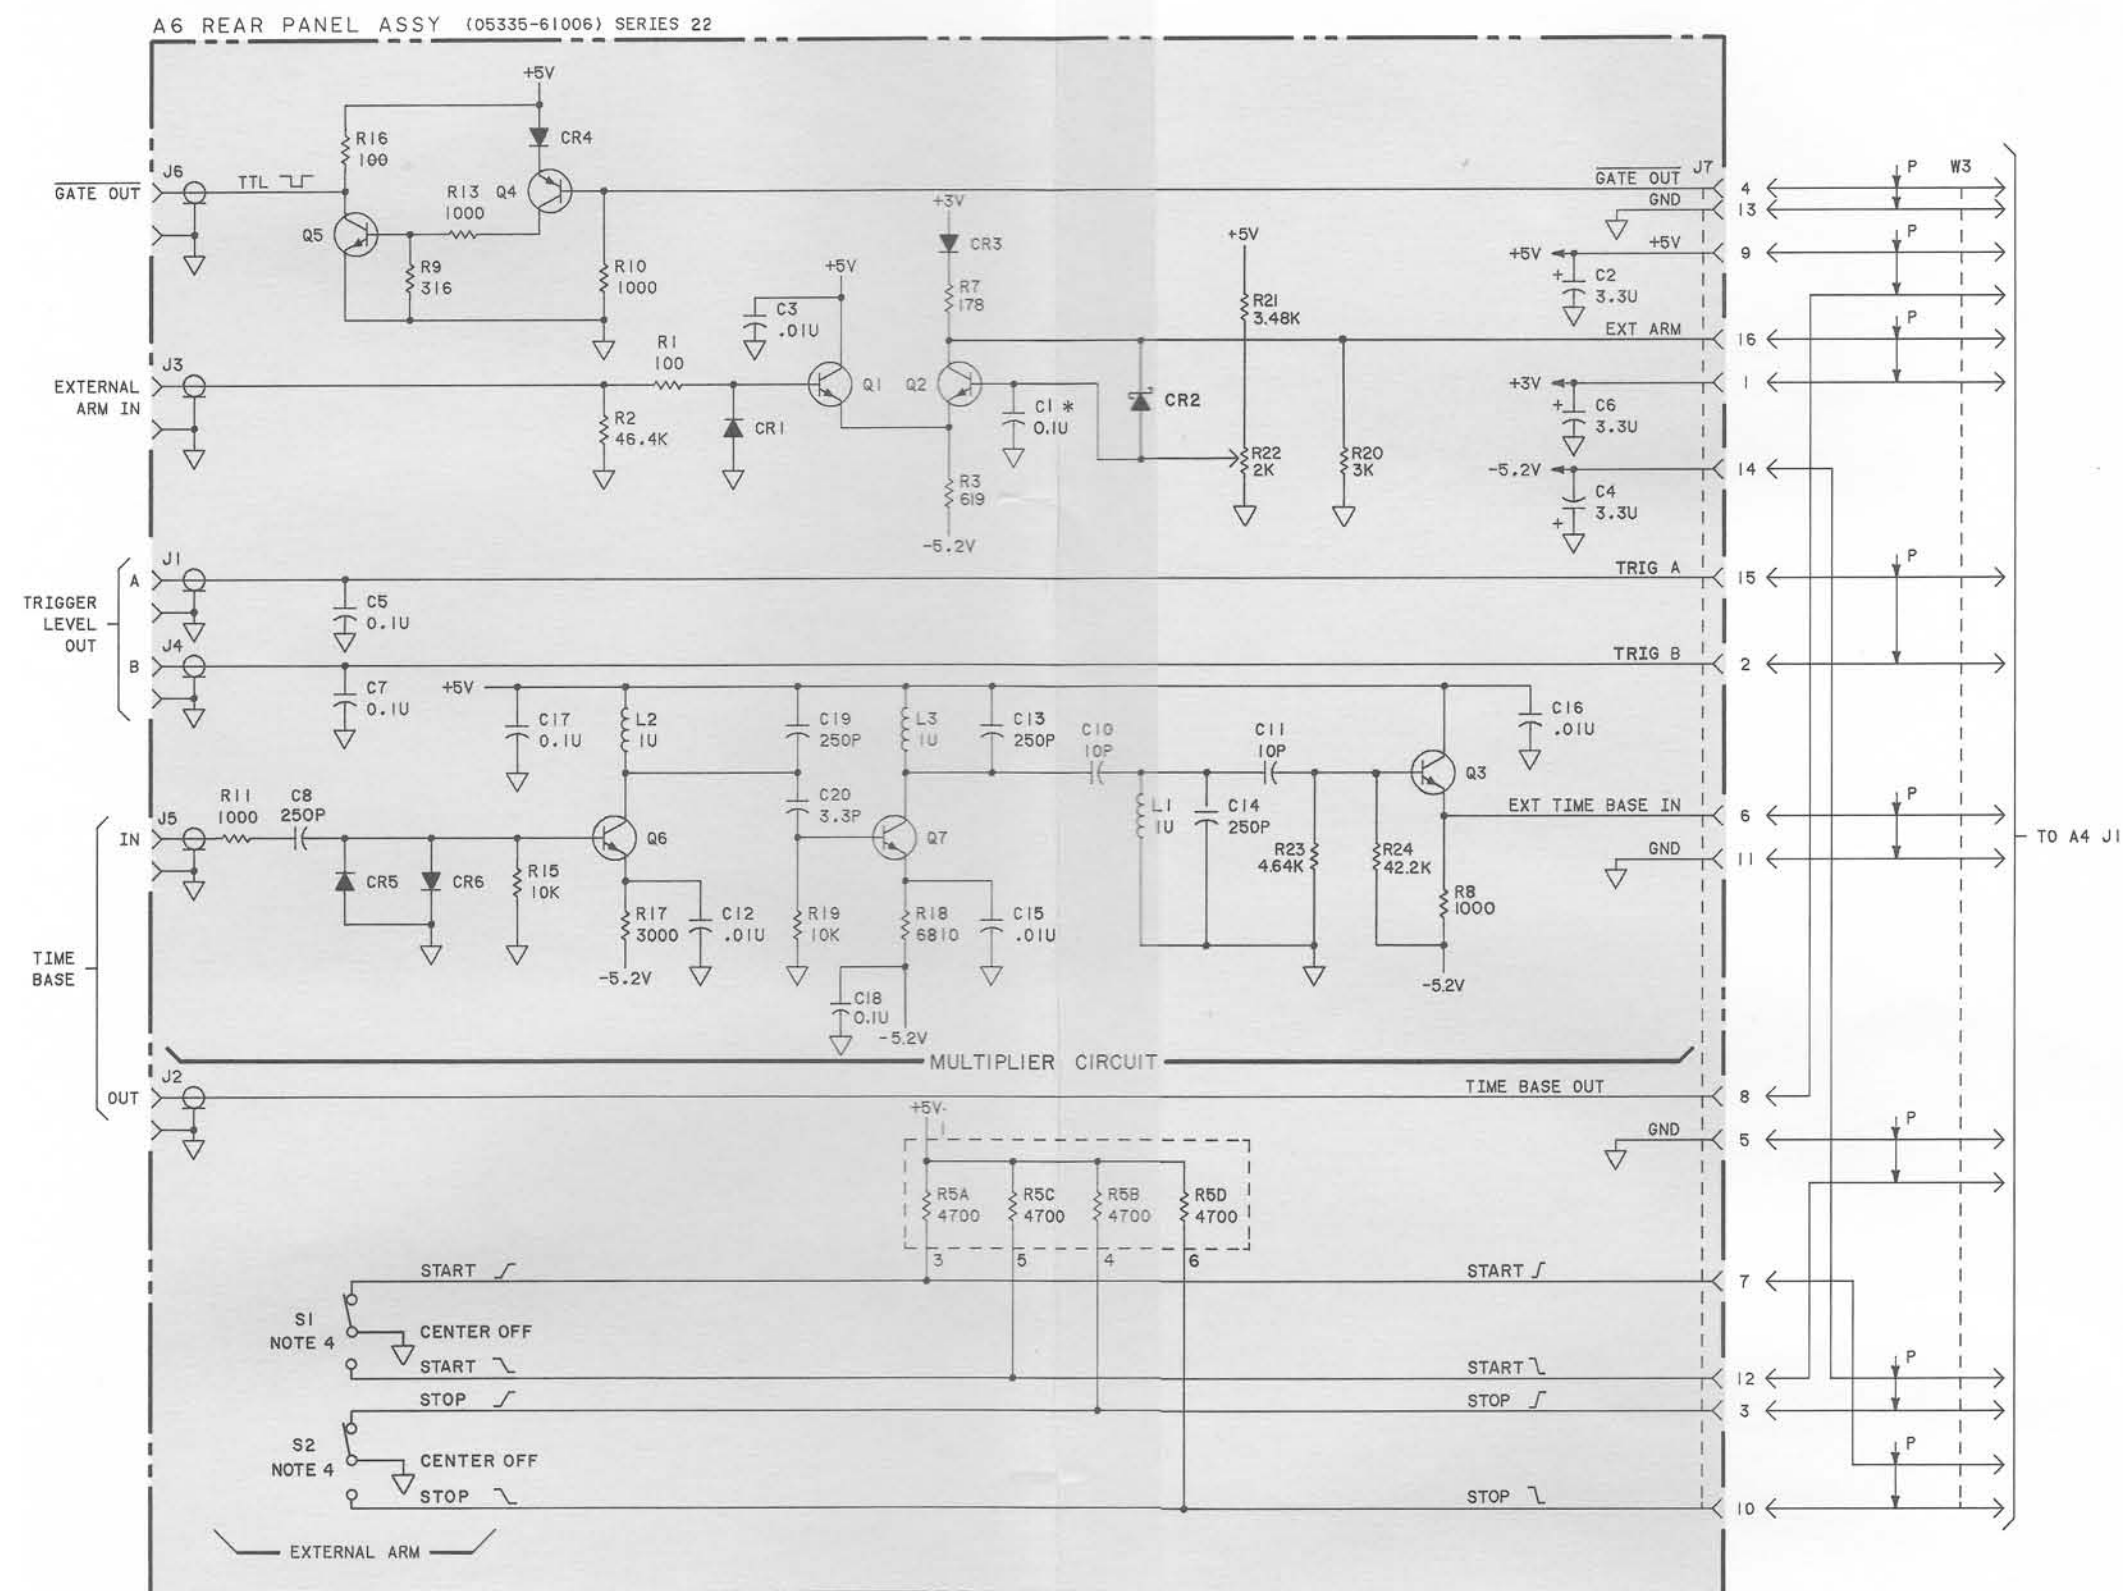 A6 REAR PANEL ASSY (05335-61006) SERIES 22
+5V
R16
100
CR4
J6
TTL
GATE OUT
R13
1000
Q4
Q5
R9
316
R10
1000
GATE OUT
J7
4
GND
13
P
W3
+3V
CR3
+5V
+5V
+5V
9
P
C2
3.3U
+
+5V
C3
.01U
R7
178
R21
3.48K
EXT ARM
16
P
J3
EXTERNAL
ARM IN
R1
100
Q1
Q2
+3V
1
R2
46.4K
CR1
C1 *
0.1U
CR2
+
C6
3.3U
R22
2K
R20
3K
-5.2V
14
R3
619
C4
3.3U
+
-5.2V
TRIGGER
LEVEL
OUT
A
J1
TRIG A
15
P
C5
0.1U
B
J4
TRIG B
2
C7
0.1U
+5V
C17
0.1U
L2
1U
C19
250P
L3
1U
C13
250P
C10
10P
C11
10P
C16
.01U
Q3
R11
1000
C8
250P
C20
3.3P
L1
1U
C14
250P
EXT TIME BASE IN
6
P
TIME
BASE
IN
J5
Q6
Q7
TO A4 J1
GND
11
CR5
CR6
R15
10K
R23
4.64K
R24
42.2K
R8
1000
R17
3000
C12
.01U
R19
10K
R18
6810
C15
.01U
-5.2V
-5.2V
C18
0.1U
-5.2V
MULTIPLIER CIRCUIT
OUT
J2
TIME BASE OUT
8
+5V
1
GND
5
P
R5A
4700
R5C
4700
R5B
4700
R5D
4700
3
5
4
6
START
START
7
S1
NOTE 4
CENTER OFF
START
START
12
P
STOP
STOP
3
S2
NOTE 4
CENTER OFF
P
STOP
STOP
10
EXTERNAL ARM